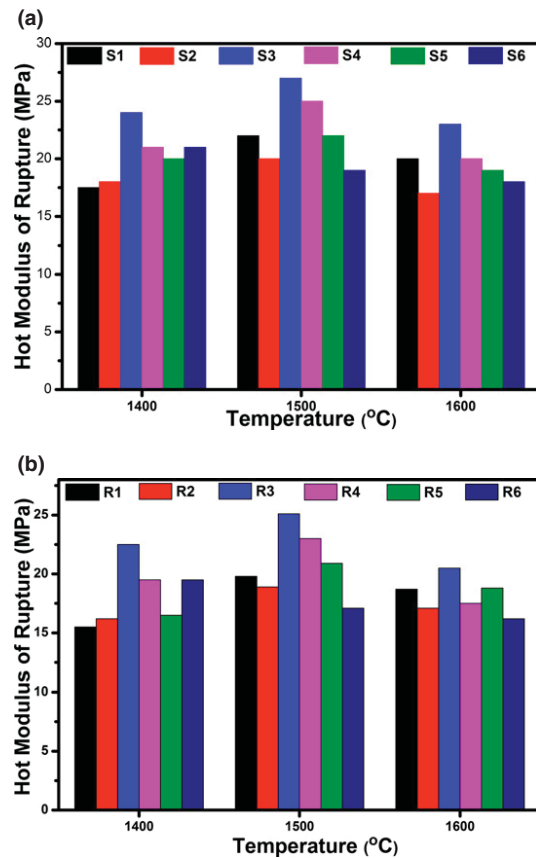 (a)
30
S1 S2 S3 S4 S5 S6
25
20
15
10
5
0
Hot Modulus of Rupture (MPa)
1400 1500 1600
Temperature (°C)
(b)
R1 R2 R3 R4 R5 R6
25
20
15
10
5
0
Hot Modulus of Rupture (MPa)
1400 1500 1600
Temperature (°C)